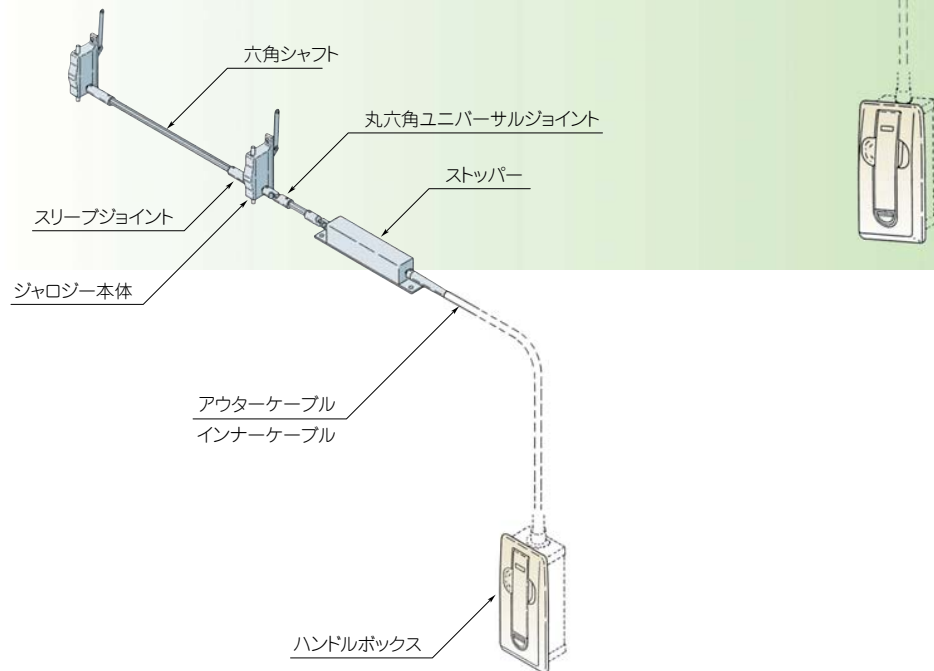 六角シャフト
丸六角ユニバーサルジョイント
ストッパー
スリーブジョイント
ジャロジー本体
アウターケーブル
インナーケーブル
ハンドルボックス